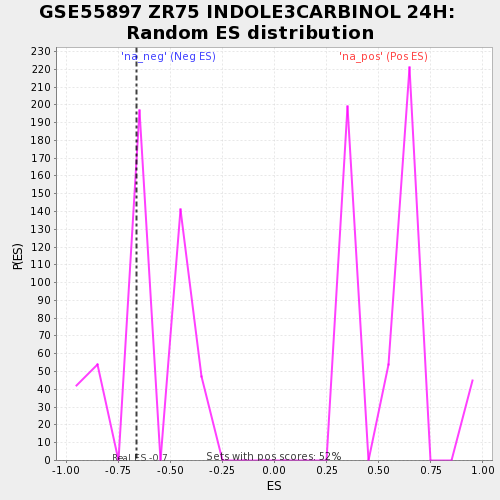 GSE55897 ZR75 INDOLE3CARBINOL 24H:
Random ES distribution
'na_neg' (Neg ES)
'na_pos' (Pos ES)
230
220
210
200
190
180
170
160
150
140
130
120
110
100
90
80
70
60
50
40
30
20
10
0
P(ES)
Real ES -0.7
Sets with pos scores: 52%
-1.00 -0.75 -0.50 -0.25 0.00 0.25 0.50 0.75 1.00
ES